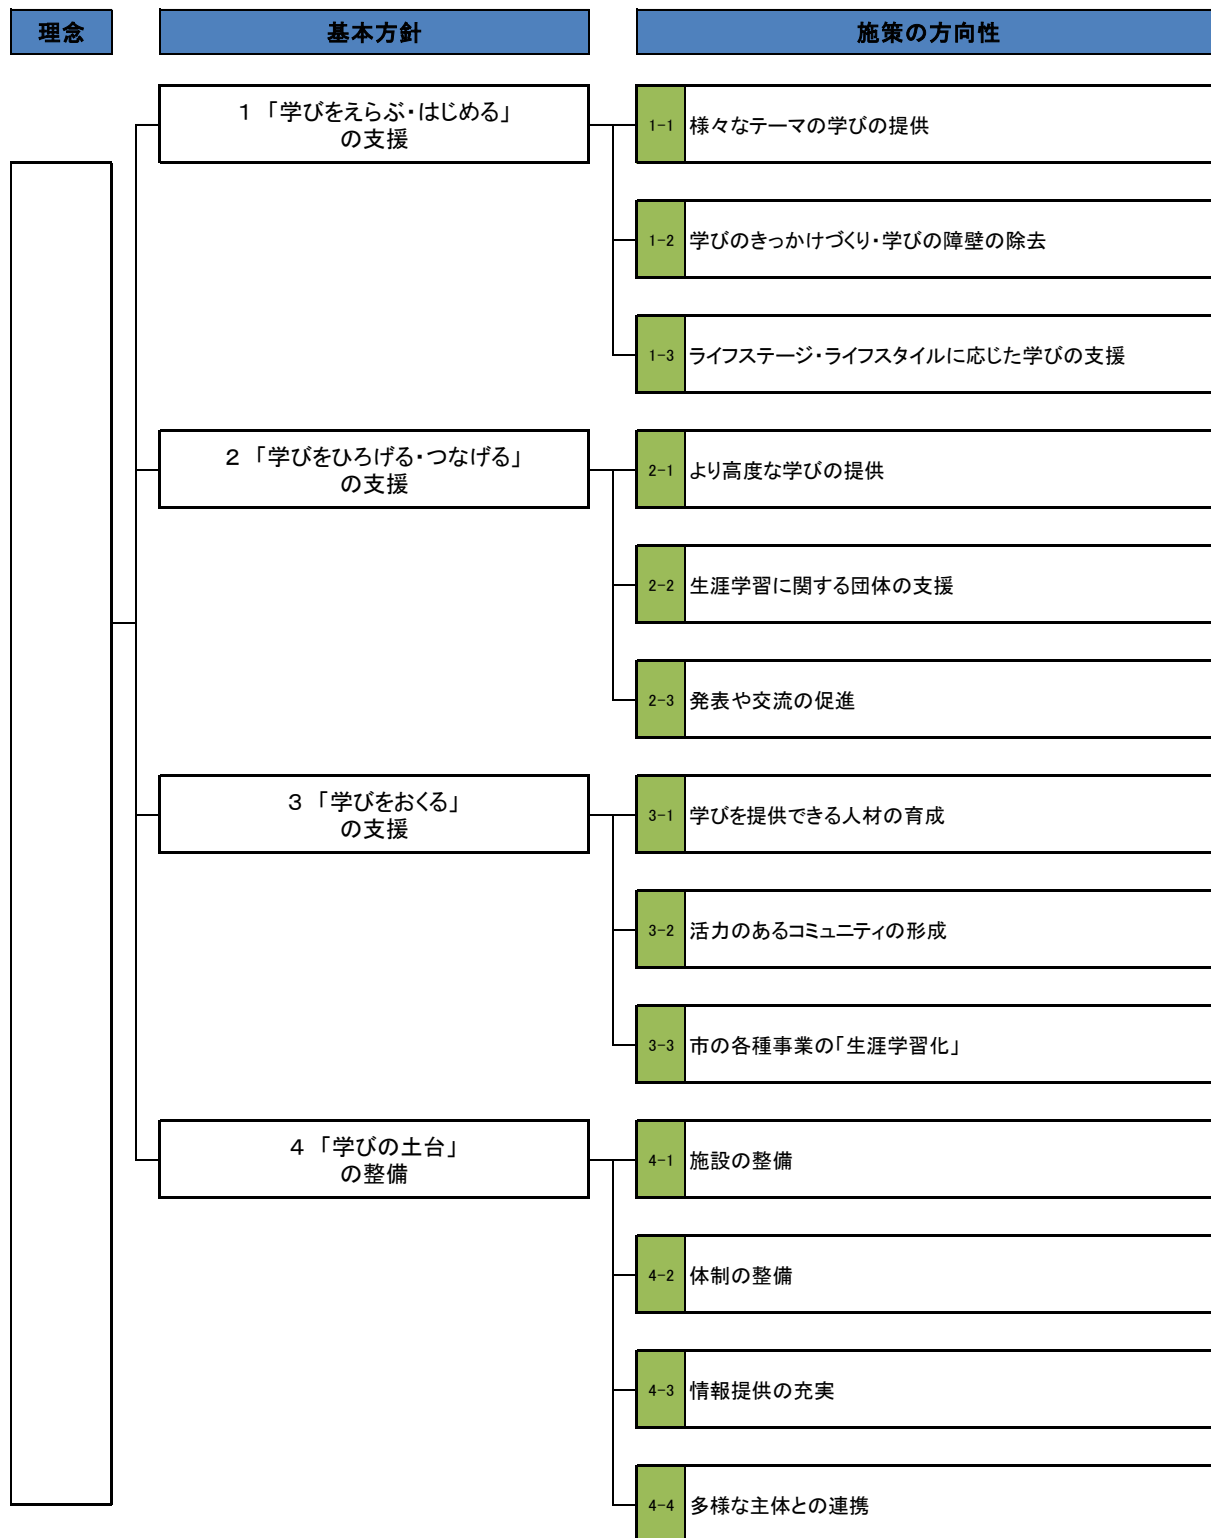 理念
基本方針
施策の方向性
１ 「学びをえらぶ・はじめる」
の支援
1-1 様々なテーマの学びの提供
1-2 学びのきっかけづくり・学びの障壁の除去
1-3 ライフステージ・ライフスタイルに応じた学びの支援
２ 「学びをひろげる・つなげる」
の支援
2-1 より高度な学びの提供
2-2 生涯学習に関する団体の支援
2-3 発表や交流の促進
３ 「学びをおくる」
の支援
3-1 学びを提供できる人材の育成
3-2 活力のあるコミュニティの形成
3-3 市の各種事業の「生涯学習化」
４ 「学びの土台」
の整備
4-1 施設の整備
4-2 体制の整備
4-3 情報提供の充実
4-4 多様な主体との連携